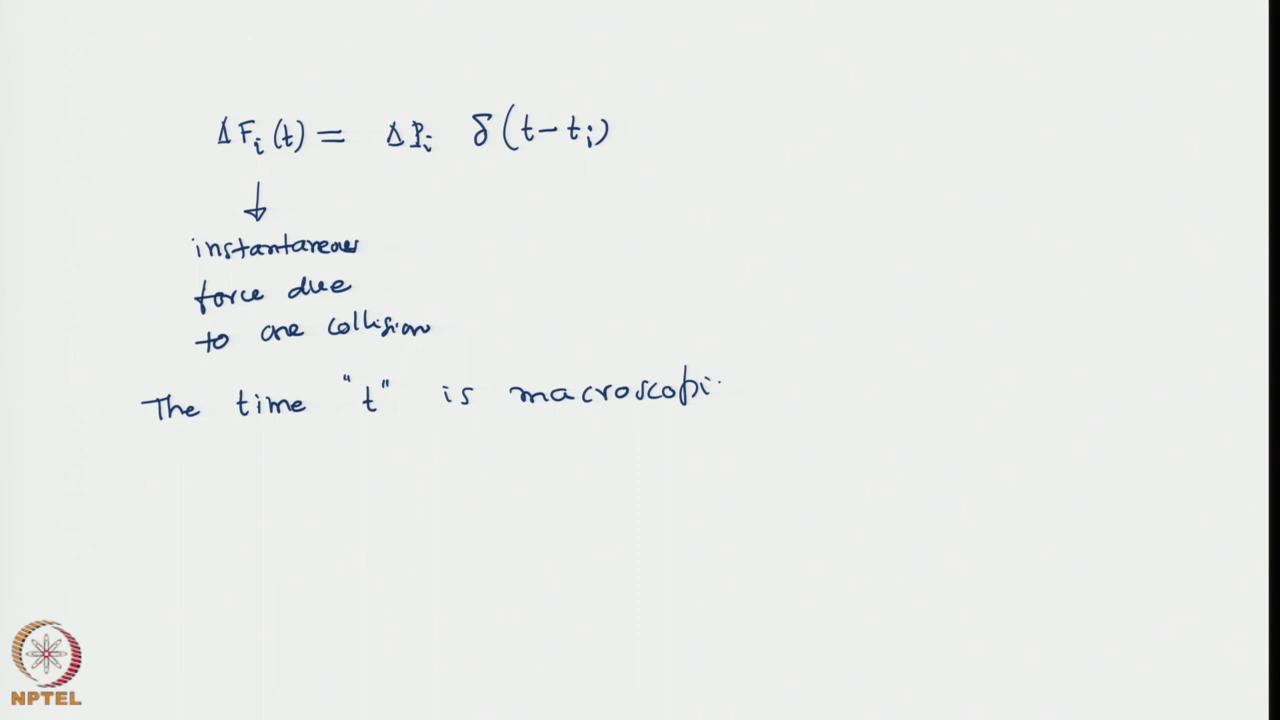 ΔF_i(t) = ΔP_i δ(t-t_i)
↓
instantaneous
force due
to one collision
The time "t" is macroscopi
NPTEL